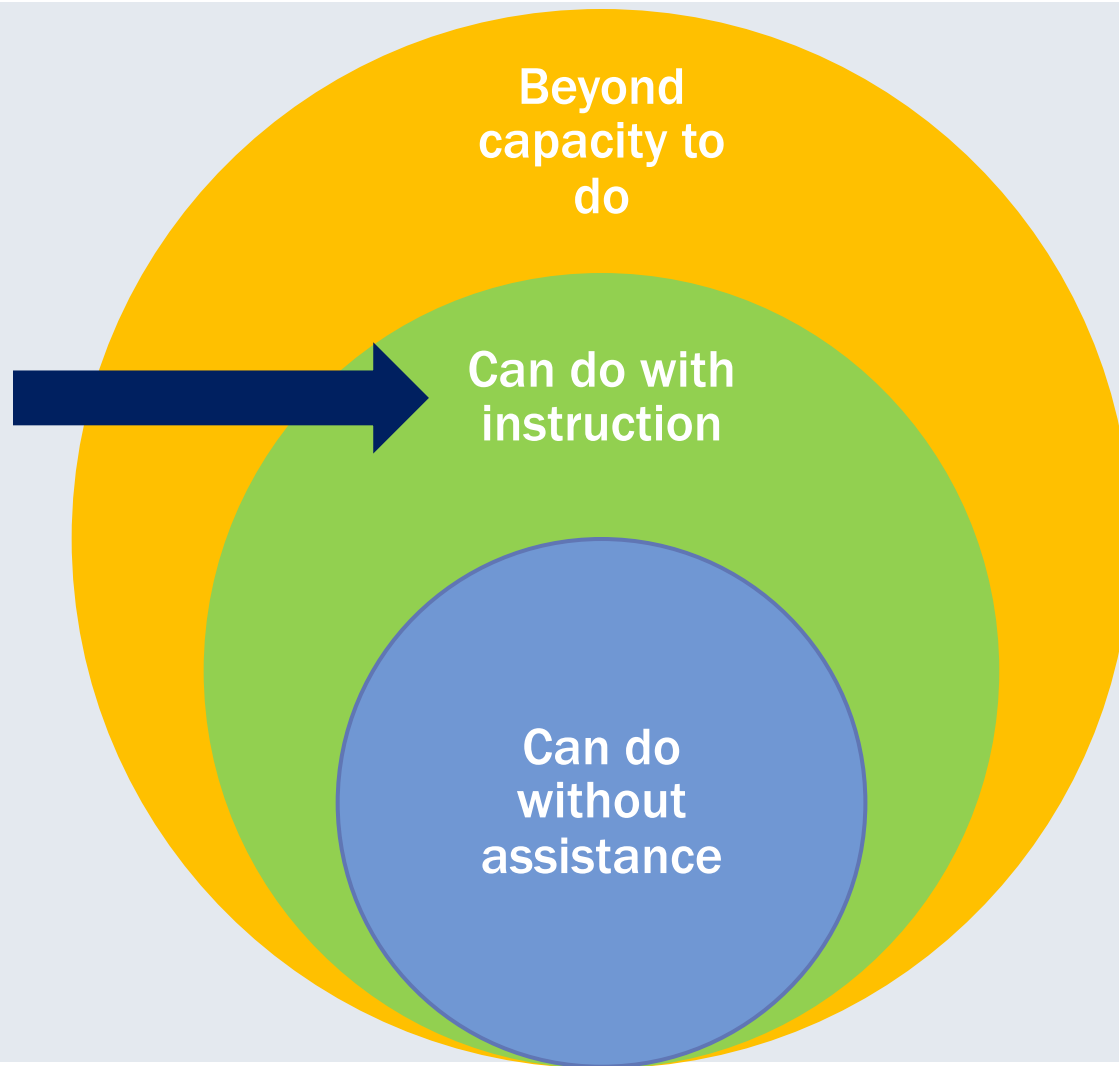 Beyond
capacity to
do
Can do with
instruction
Can do
without
assistance